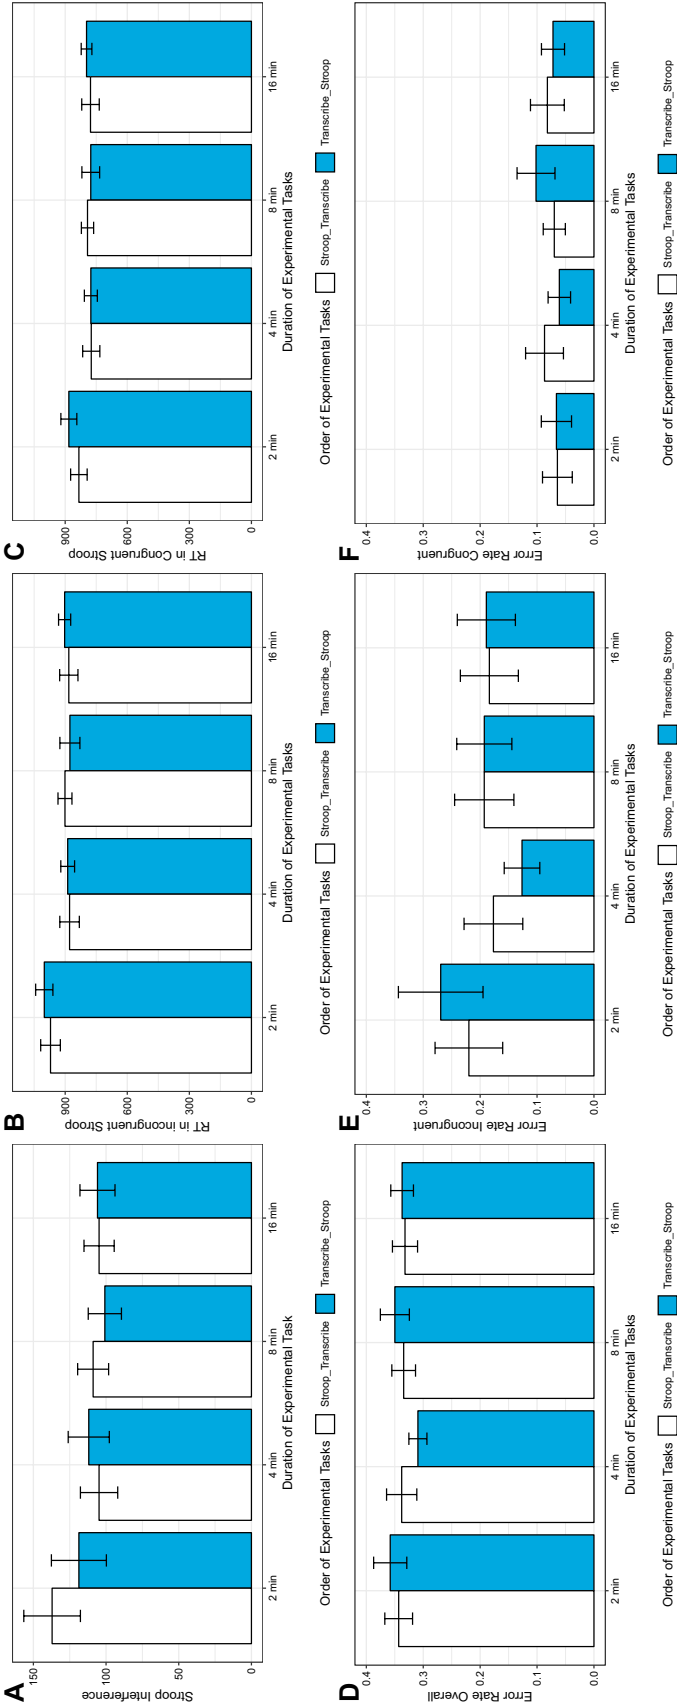 A
Stroop Interference
150
100
50
0
2 min
4 min
8 min
16 min
Duration of Experimental Task
Order of Experimental Tasks Stroop_Transcribe Transcribe_Stroop
B
RT in incongruent Stroop
900
600
300
0
2 min
4 min
8 min
16 min
Duration of Experimental Tasks
Order of Experimental Tasks Stroop_Transcribe Transcribe_Stroop
C
RT in Congruent Stroop
900
600
300
0
2 min
4 min
8 min
16 min
Duration of Experimental Tasks
Order of Experimental Tasks Stroop_Transcribe Transcribe_Stroop
D
Error Rate Overall
0.4
0.3
0.2
0.1
0.0
2 min
4 min
8 min
16 min
Duration of Experimental Tasks
Order of Experimental Tasks Stroop_Transcribe Transcribe_Stroop
E
Error Rate Incongruent
0.4
0.3
0.2
0.1
0.0
2 min
4 min
8 min
16 min
Duration of Experimental Tasks
Order of Experimental Tasks Stroop_Transcribe Transcribe_Stroop
F
Error Rate Congruent
0.4
0.3
0.2
0.1
0.0
2 min
4 min
8 min
16 min
Duration of Experimental Tasks
Order of Experimental Tasks Stroop_Transcribe Transcribe_Stroop